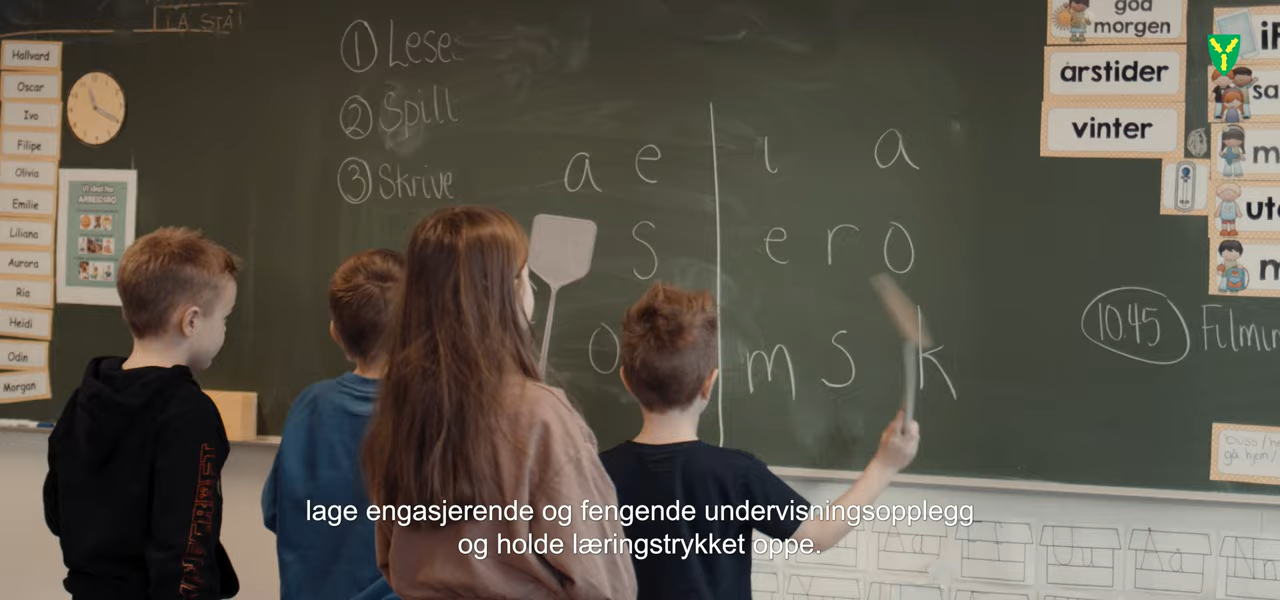 LA STÅ!
① Lese
② Spill
③ Skrive
Hallvard
Oscar
Ivo
Filipe
Olivia
Emilie
Liliana
Aurora
Ria
Heidi
Odin
Morgan
ARBEIDSRO
a e i a
s e r o
o m s k
god
morgen
årstider
vinter
10.45
lage engasjerende og fengende undervisningsopplegg
og holde læringstrykket oppe.